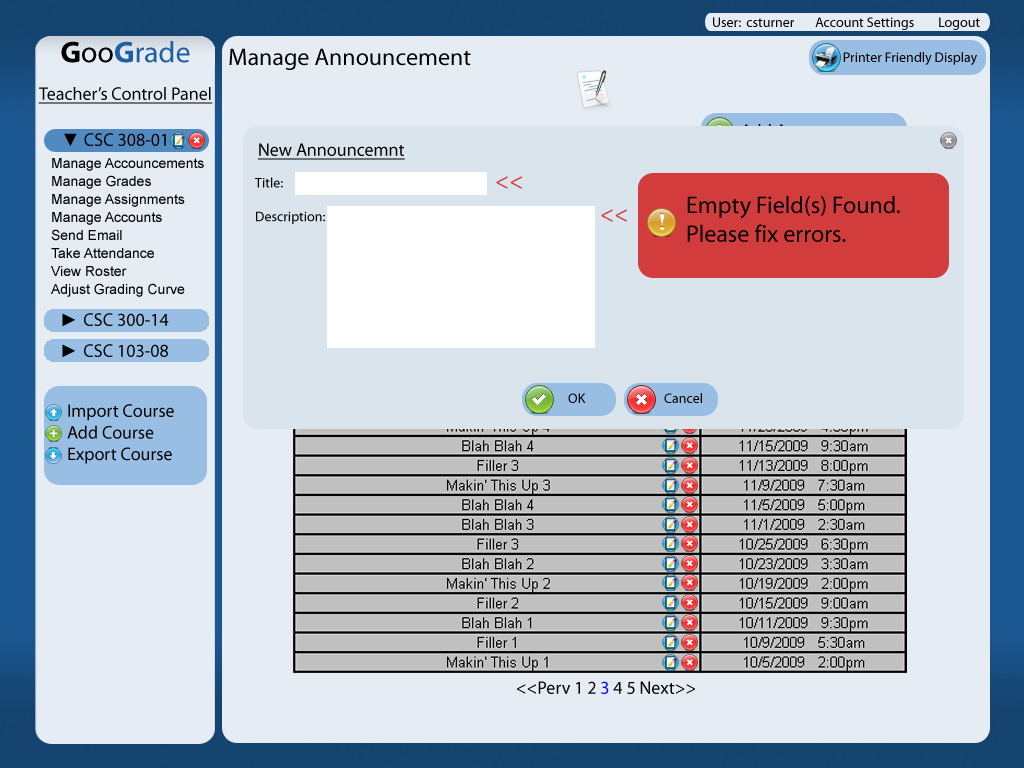 User: csturner Account Settings Logout
GooGrade
Teacher's Control Panel
▼ CSC 308-01
Manage Accouncements
Manage Grades
Manage Assignments
Manage Accounts
Send Email
Take Attendance
View Roster
Adjust Grading Curve
► CSC 300-14
► CSC 103-08
Import Course
Add Course
Export Course
Manage Announcement
Printer Friendly Display
New Announcemnt
Title: <<
Description: <<
Empty Field(s) Found.
Please fix errors.
OK Cancel
Blah Blah 4 11/15/2009 9:30am
Filler 3 11/13/2009 8:00pm
Makin' This Up 3 11/9/2009 7:30am
Blah Blah 4 11/5/2009 5:00pm
Blah Blah 3 11/1/2009 2:30am
Filler 3 10/25/2009 6:30pm
Blah Blah 2 10/23/2009 3:30am
Makin' This Up 2 10/19/2009 2:00pm
Filler 2 10/15/2009 9:00am
Blah Blah 1 10/11/2009 9:30pm
Filler 1 10/9/2009 5:30am
Makin' This Up 1 10/5/2009 2:00pm
<<Perv 1 2 3 4 5 Next>>